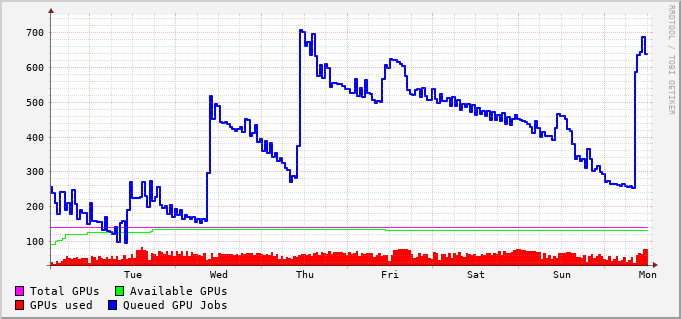 700
600
500
400
300
200
100
Tue Wed Thu Fri Sat Sun Mon
Total GPUs Available GPUs
GPUs used Queued GPU Jobs
RRDTOOL / TOBI OETIKER